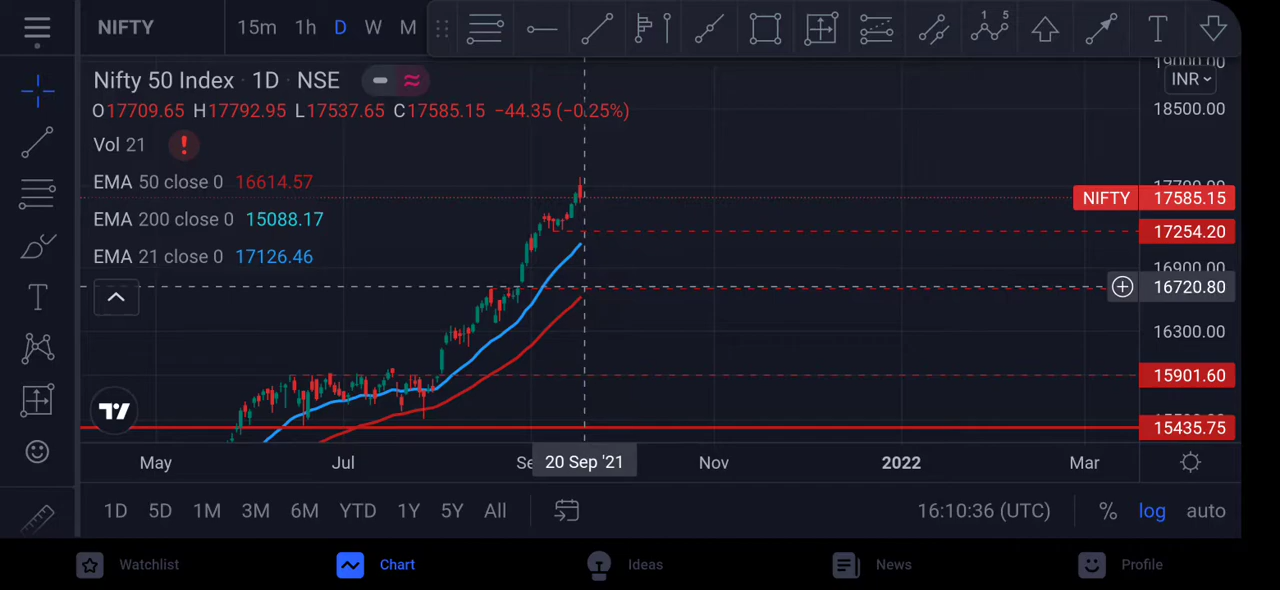 NIFTY 15m 1h D W M 1 5 T
Nifty 50 Index · 1D · NSE
INR
O17709.65 H17792.95 L17537.65 C17585.15 −44.35 (−0.25%)
Vol 21 !
EMA 50 close 0 16614.57
EMA 200 close 0 15088.17
EMA 21 close 0 17126.46
19000.00
18500.00
17700.00
NIFTY 17585.15
17254.20
16900.00
16720.80
16300.00
15901.60
15435.75
May Jul 20 Sep '21 Nov 2022 Mar
1D 5D 1M 3M 6M YTD 1Y 5Y All 16:10:36 (UTC) % log auto
Watchlist Chart Ideas News Profile